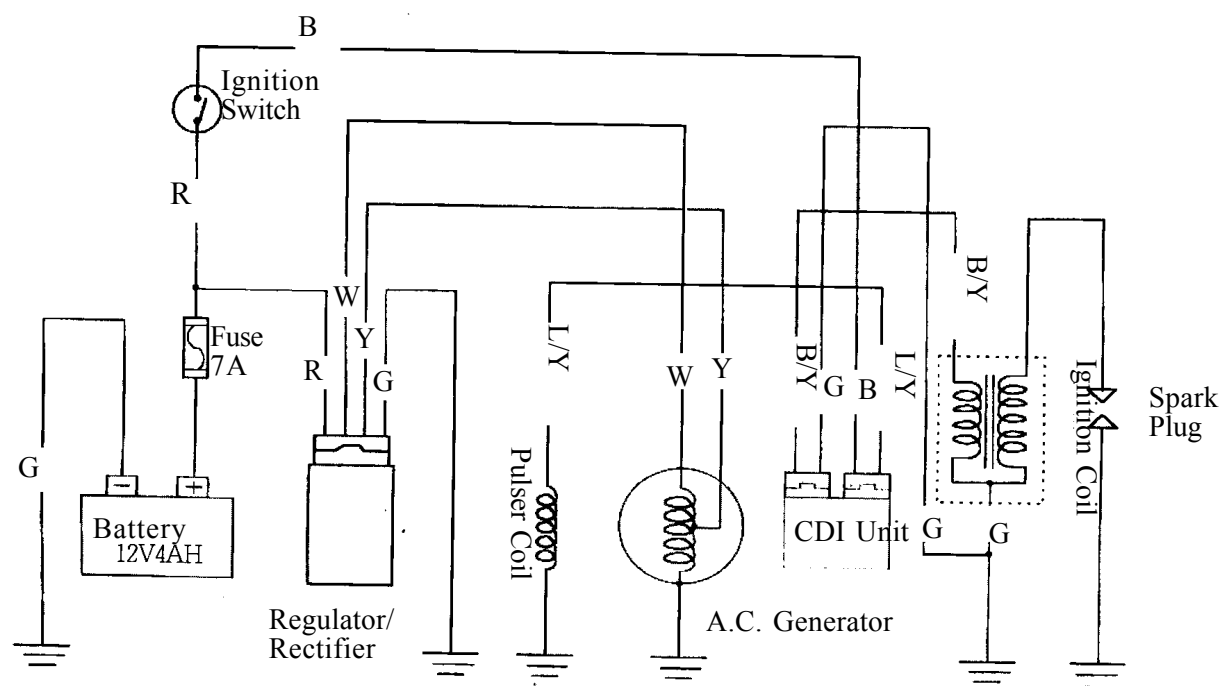 B
Ignition
Switch
R
W
Y
R
G
Fuse
7A
G
−
+
Battery
12V4AH
Regulator/
Rectifier
L/Y
Pulser Coil
W
Y
A.C. Generator
B/Y
G
B
L/Y
CDI Unit
G
G
B/Y
Ignition Coil
Spark
Plug